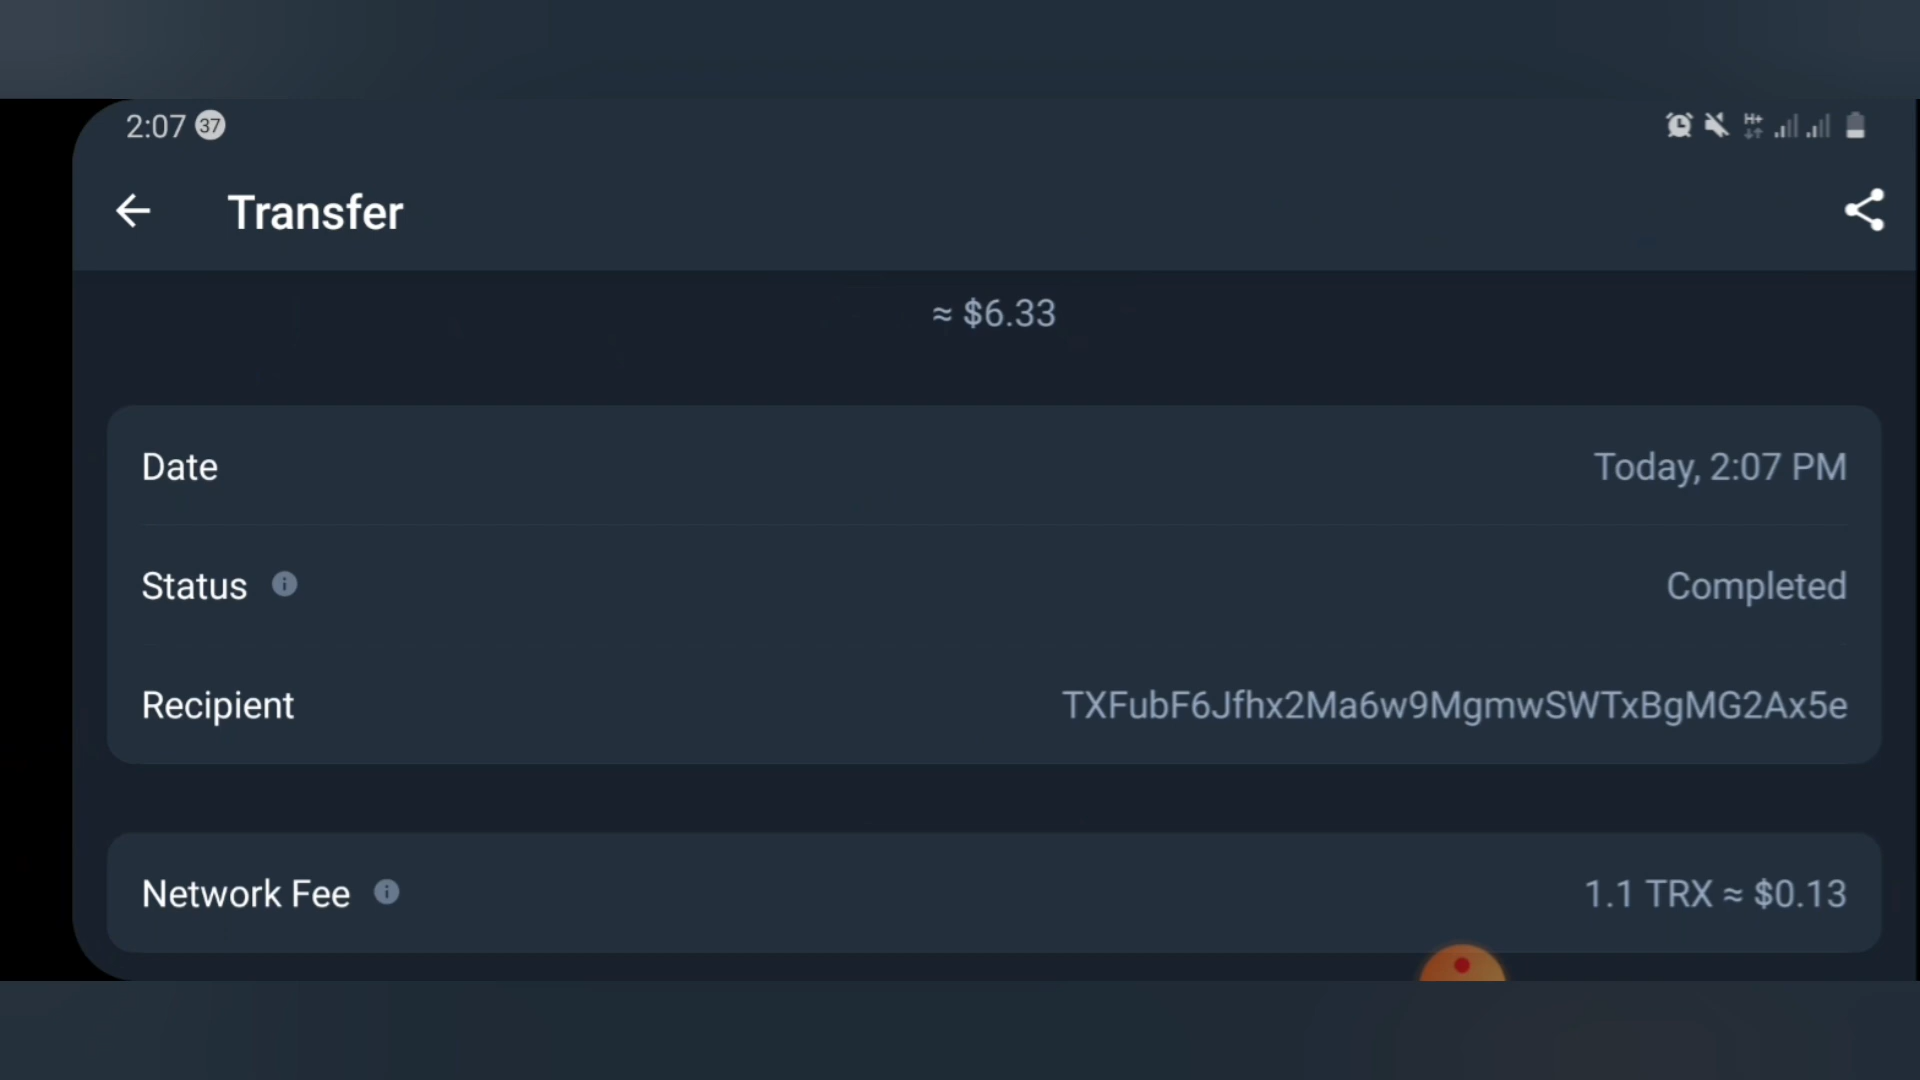 2:07 37
H+
Transfer
≈ $6.33
Date Today, 2:07 PM
Status Completed
Recipient TXFubF6Jfhx2Ma6w9MgmwSWTxBgMG2Ax5e
Network Fee 1.1 TRX ≈ $0.13